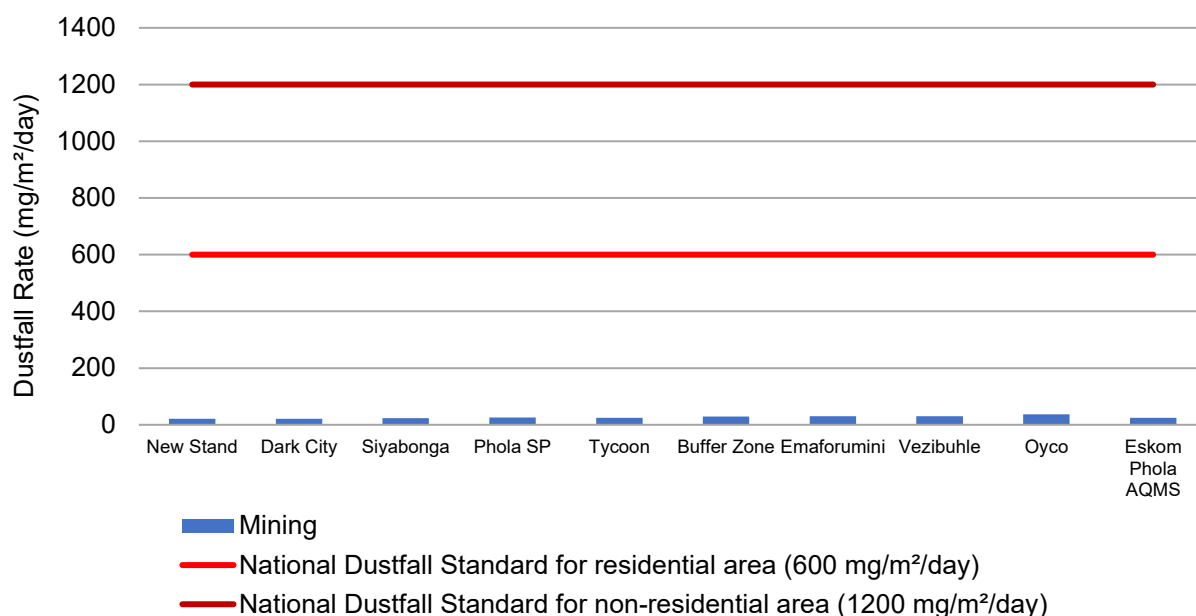 1400
1200
1000
800
600
400
200
0
Dustfall Rate (mg/m²/day)
New Stand
Dark City
Siyabonga
Phola SP
Tycoon
Buffer Zone
Emaforumini
Vezibuhle
Oyco
Eskom
Phola
AQMS
Mining
National Dustfall Standard for residential area (600 mg/m²/day)
National Dustfall Standard for non-residential area (1200 mg/m²/day)